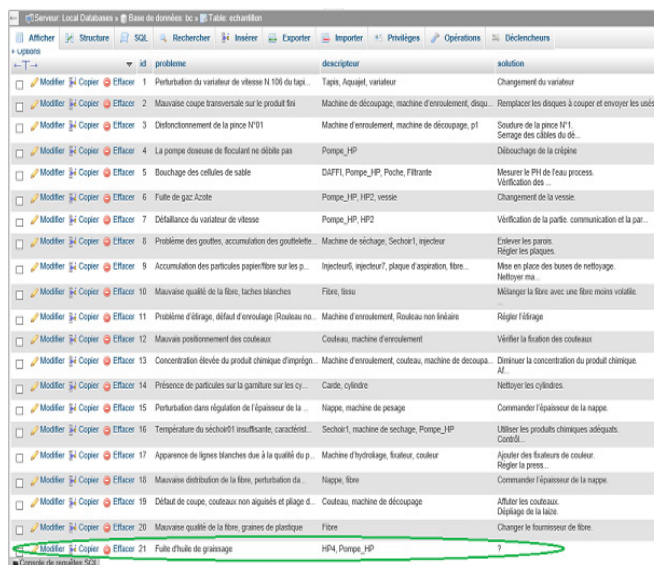 Serveur: Local Databases » Base de données: bc » Table: echantillon
Afficher Structure SQL Rechercher Insérer Exporter Importer Privilèges Opérations Déclencheurs
+ Options
←T→ id probleme descripteur solution
Modifier Copier Effacer 1 Perturbation du variateur de vitesse N 106 du tapi... Tapis, Aquajet, variateur Changement du variateur
Modifier Copier Effacer 2 Mauvaise coupe transversale sur le produit fini Machine de découpage, machine d'enroulement, disqu... Remplacer les disques à couper et envoyer les usés
Modifier Copier Effacer 3 Disfonctionnement de la pince N°01 Machine d'enroulement, machine de découpage, p1 Soudure de la pince N°1.
Serrage des câbles du dé...
Modifier Copier Effacer 4 La pompe doseuse de floculant ne débite pas Pompe_HP Débouchage de la crépine
Modifier Copier Effacer 5 Bouchage des cellules de sable DAFFI, Pompe_HP, Poche, Filtrante Mesurer le PH de l'eau process.
Vérification des ...
Modifier Copier Effacer 6 Fuite de gaz Azote Pompe_HP, HP2, vessie Changement de la vessie.
Modifier Copier Effacer 7 Défaillance du variateur de vitesse Pompe_HP, HP2 Vérification de la partie. communication et la par...
Modifier Copier Effacer 8 Problème des gouttes, accumulation des gouttelette... Machine de séchage, Sechoir1, injecteur Enlever les parois.
Régler les plaques.
Modifier Copier Effacer 9 Accumulation des particules papier/fibre sur les p... Injecteur6, injecteur7, plaque d'aspiration, fibre... Mise en place des buses de nettoyage.
Nettoyer ma...
Modifier Copier Effacer 10 Mauvaise qualité de la fibre, taches blanches Fibre, tissu Mélanger la fibre avec une fibre moins volatile.
...
Modifier Copier Effacer 11 Problème d'étirage, défaut d'enroulage (Rouleau no... Machine d'enroulement, Rouleau non linéaire Régler l'étirage
Modifier Copier Effacer 12 Mauvais positionnement des couteaux Couteau, machine d'enroulement Vérifier la fixation des couteaux
Modifier Copier Effacer 13 Concentration élevée du produit chimique d'imprégn... Machine d'enroulement, couteau, machine de decoupa... Diminuer la concentration du produit chimique.
Af...
Modifier Copier Effacer 14 Présence de particules sur la garniture sur les cy... Carde, cylindre Nettoyer les cylindres.
Modifier Copier Effacer 15 Perturbation dans régulation de l'épaisseur de la ... Nappe, machine de pesage Commander l'épaisseur de la nappe.
Modifier Copier Effacer 16 Température du séchoir01 insuffisante, caractérist... Sechoir1, machine de sechage, Pompe_HP Utiliser les produits chimiques adéquats.
Contrôl...
Modifier Copier Effacer 17 Apparence de lignes blanches due à la qualité du p... Machine d'hydroliage, fixateur, couleur Ajouter des fixateurs de couleur.
Régler la press...
Modifier Copier Effacer 18 Mauvaise distribution de la fibre, perturbation da... Nappe, fibre Commander l'épaisseur de la nappe.
Modifier Copier Effacer 19 Défaut de coupe, couteaux non aiguisés et pliage d... Couteau, machine de découpage Affuter les couteaux.
Dépliage de la laize.
Modifier Copier Effacer 20 Mauvaise qualité de la fibre, graines de plastique Fibre Changer le fournisseur de fibre.
Modifier Copier Effacer 21 Fuite d'huile de graissage HP4, Pompe_HP ?
Console de requêtes SQL